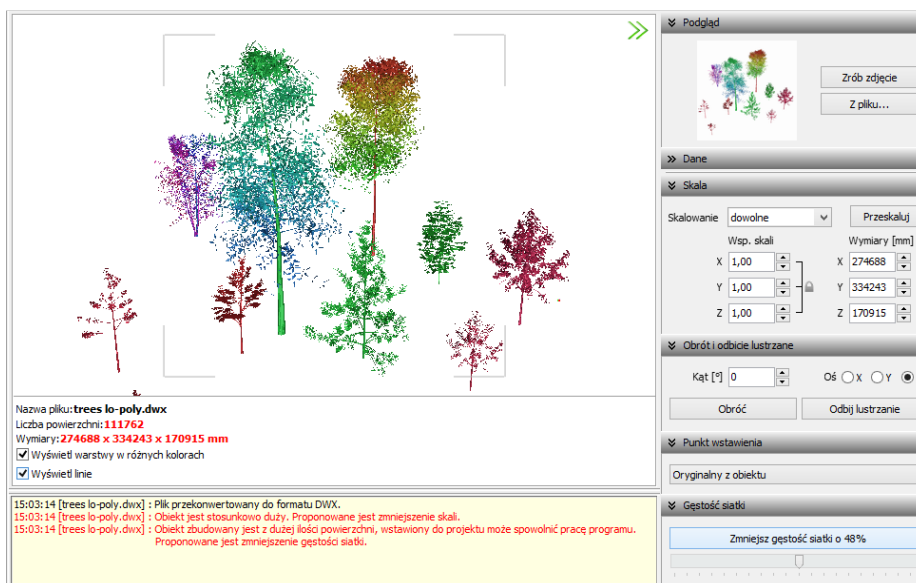 Podgląd
Zrób zdjęcie
Z pliku...
Dane
Skala
Skalowanie dowolne Przeskaluj
Wsp. skali Wymiary [mm]
X 1,00 X 274688
Y 1,00 Y 334243
Z 1,00 Z 170915
Obrót i odbicie lustrzane
Kąt [°] 0 Oś X Y
Obróć Odbij lustrzanie
Punkt wstawienia
Oryginalny z obiektu
Gęstość siatki
Zmniejsz gęstość siatki o 48%
Nazwa pliku: trees lo-poly.dwx
Liczba powierzchni: 111762
Wymiary: 274688 x 334243 x 170915 mm
Wyświetl warstwy w różnych kolorach
Wyświetl linie
15:03:14 [trees lo-poly.dwx] : Plik przekonwertowany do formatu DWX.
15:03:14 [trees lo-poly.dwx] : Obiekt jest stosunkowo duży. Proponowane jest zmniejszenie skali.
15:03:14 [trees lo-poly.dwx] : Obiekt zbudowany jest z dużej ilości powierzchni, wstawiony do projektu może spowolnić pracę programu.
Proponowane jest zmniejszenie gęstości siatki.